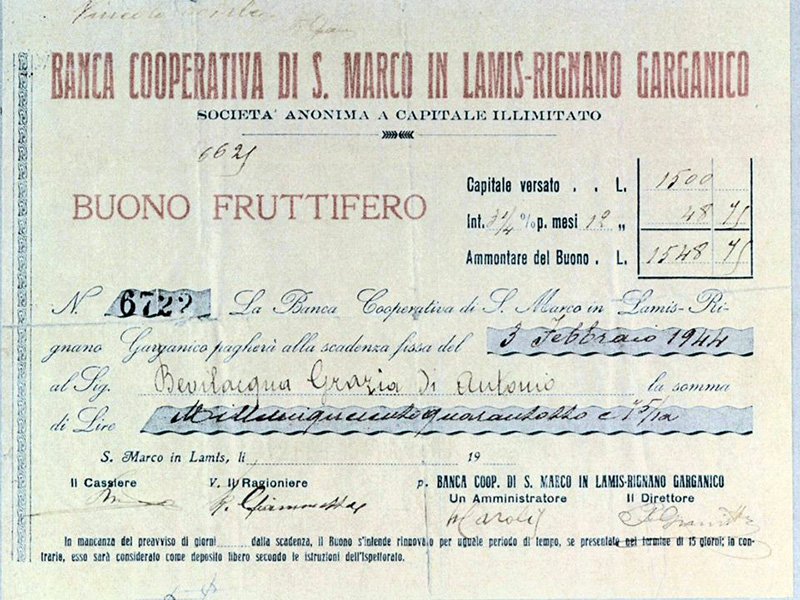 BANCA COOPERATIVA DI S. MARCO IN LAMIS-RIGNANO GARGANICO
SOCIETA' ANONIMA A CAPITALE ILLIMITATO
6621
BUONO FRUTTIFERO
Capitale versato . . L. 1500
Int. 3 1/4 % p. mesi 12 „ 48 75
Ammontare del Buono . L. 1548 75
N. 6722 La Banca Cooperativa di S. Marco in Lamis-Ri-
gnano Garganico pagherà alla scadenza fissa del 3 Febbraio 1944
al Sig. Bevilacqua Grazia di Antonio la somma
di Lire Millecinquecentoquarantotto e 75/00
S. Marco in Lamis, li 19
Il Cassiere V. Il Ragioniere p. BANCA COOP. DI S. MARCO IN LAMIS-RIGNANO GARGANICO
Un Amministratore Il Direttore
In mancanza del preavviso di giorni dalla scadenza, il Buono s'intende rinnovato per uguale periodo di tempo, se presentato nel termine di 15 giorni; in con-
trario, esso sarà considerato come deposito libero secondo le istruzioni dell'Ispettorato.